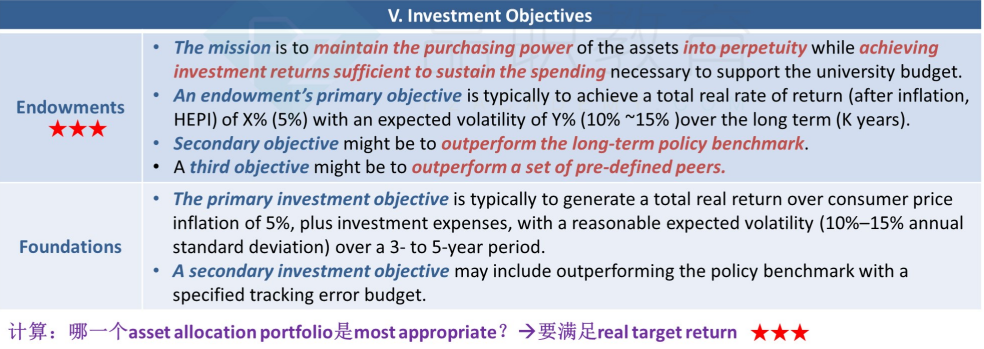 V. Investment Objectives
Endowments
★★★
• The mission is to maintain the purchasing power of the assets into perpetuity while achieving
investment returns sufficient to sustain the spending necessary to support the university budget.
• An endowment's primary objective is typically to achieve a total real rate of return (after inflation,
HEPI) of X% (5%) with an expected volatility of Y% (10% ~15% )over the long term (K years).
• Secondary objective might be to outperform the long-term policy benchmark.
• A third objective might be to outperform a set of pre-defined peers.
Foundations
• The primary investment objective is typically to generate a total real return over consumer price
inflation of 5%, plus investment expenses, with a reasonable expected volatility (10%–15% annual
standard deviation) over a 3- to 5-year period.
• A secondary investment objective may include outperforming the policy benchmark with a
specified tracking error budget.
计算：哪一个asset allocation portfolio是most appropriate？→要满足real target return ★★★